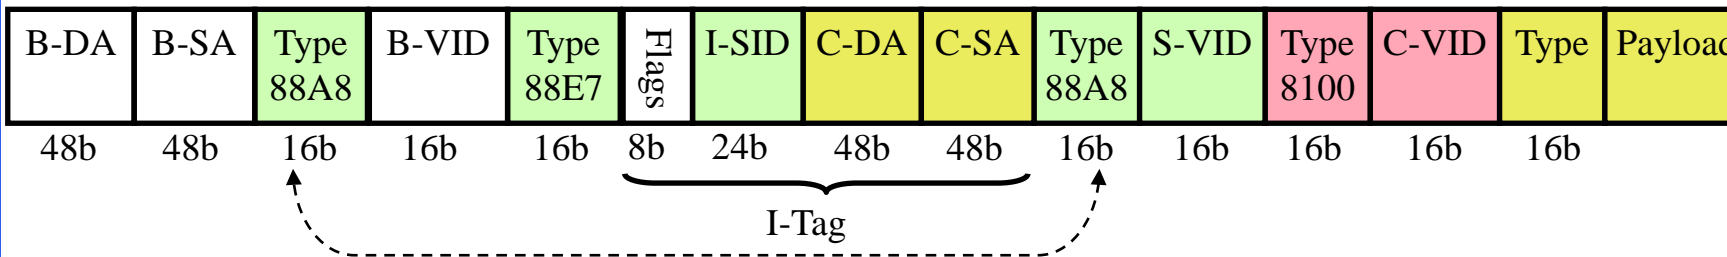 B-DA B-SA Type B-VID Type Flags I-SID C-DA C-SA Type S-VID Type C-VID Type Payload
88A8 88E7 88A8 8100
48b 48b 16b 16b 16b 8b 24b 48b 48b 16b 16b 16b 16b 16b
I-Tag